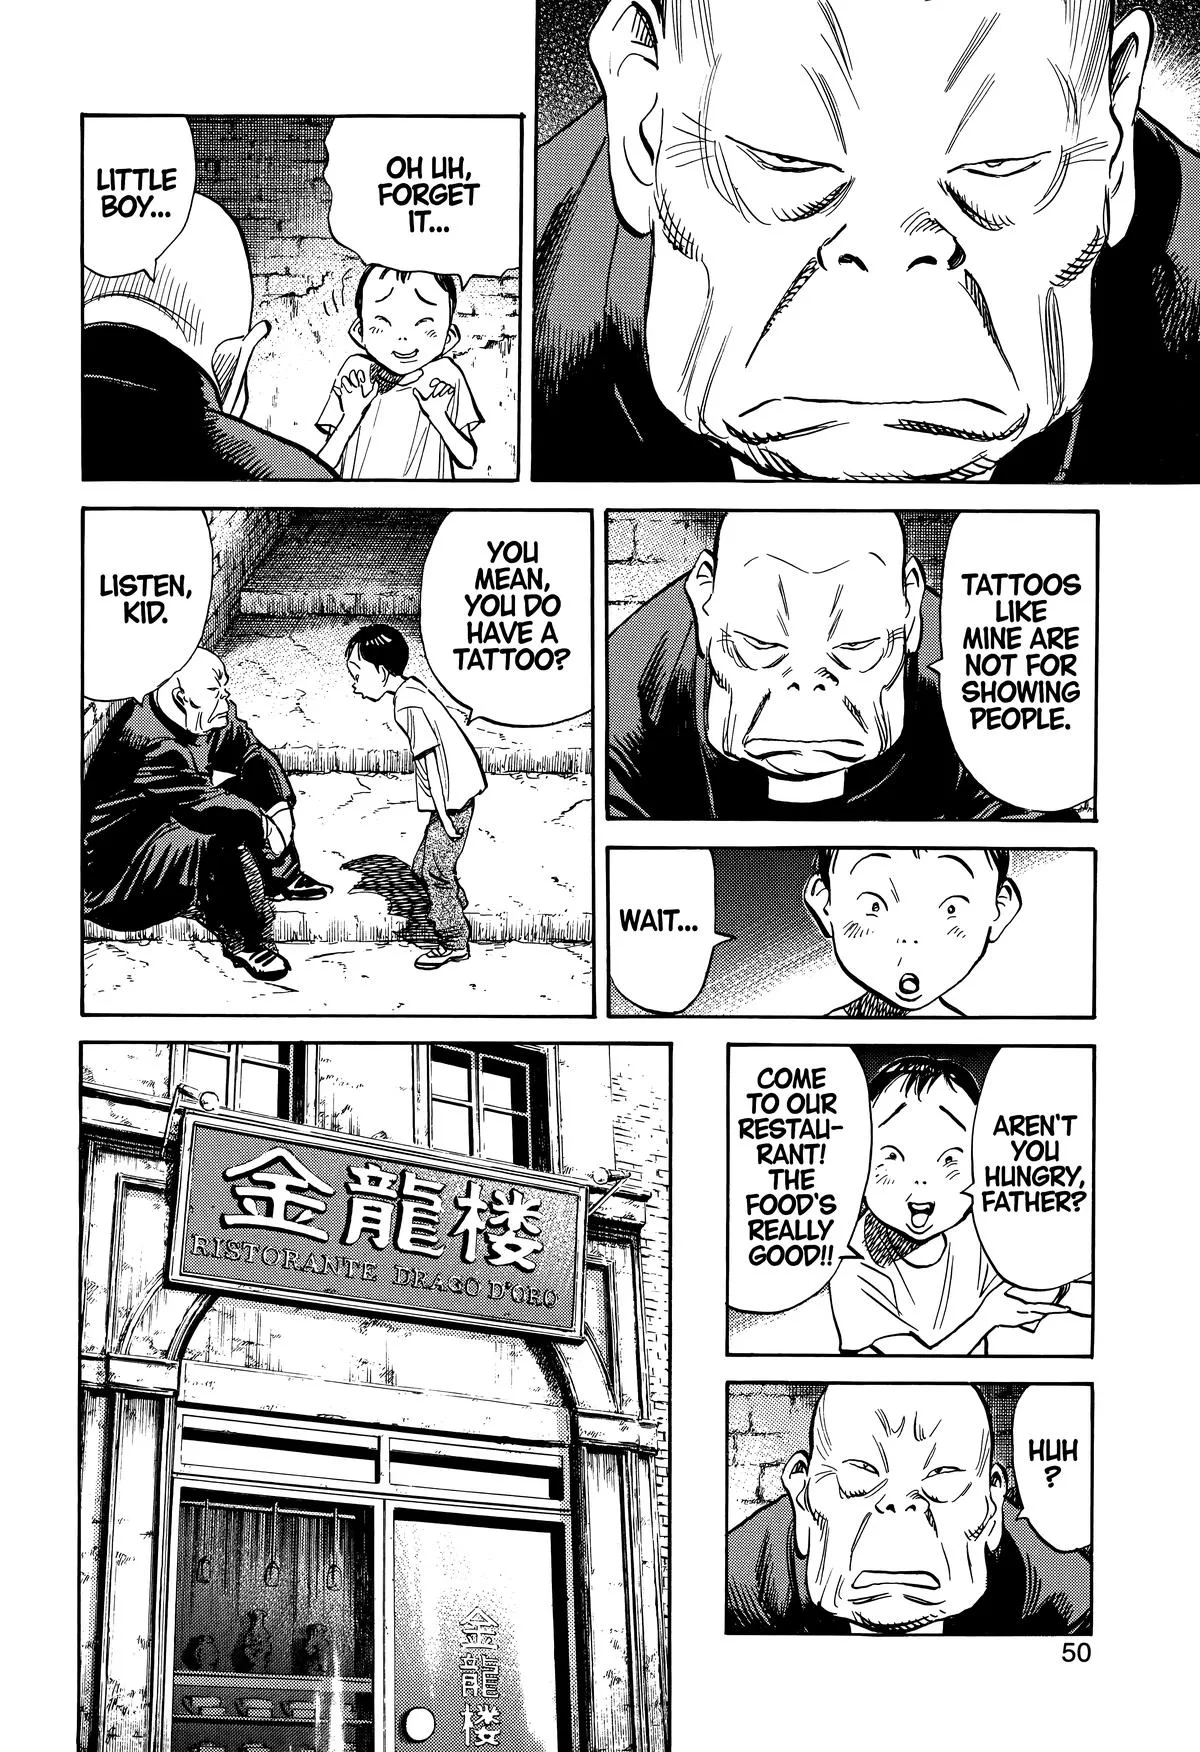 OH UH,
FORGET
IT...
LITTLE
BOY...
TATTOOS
LIKE
MINE ARE
NOT FOR
SHOWING
PEOPLE.
WAIT...
YOU
MEAN,
YOU DO
HAVE A
TATTOO?
LISTEN,
KID.
AREN'T
YOU
HUNGRY,
FATHER?
COME
TO OUR
RESTAU-
RANT!
THE
FOOD'S
REALLY
GOOD!!
HUH
?
金龍楼
RISTORANTE DRAGO D'ORO
金龍楼
50